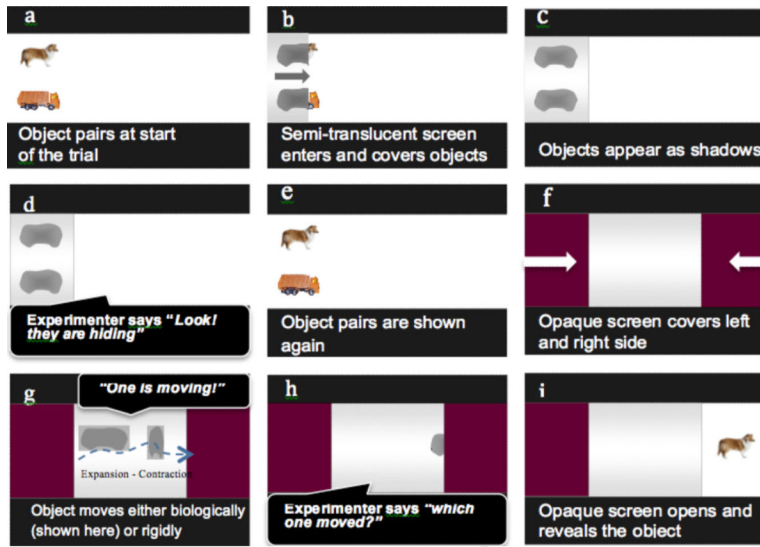 a
Object pairs at start
of the trial
b
Semi-translucent screen
enters and covers objects
c
Objects appear as shadows
d
Experimenter says "Look!
they are hiding"
e
Object pairs are shown
again
f
Opaque screen covers left
and right side
g
"One is moving!"
Expansion - Contraction
Object moves either biologically
(shown here) or rigidly
h
Experimenter says "which
one moved?"
i
Opaque screen opens and
reveals the object